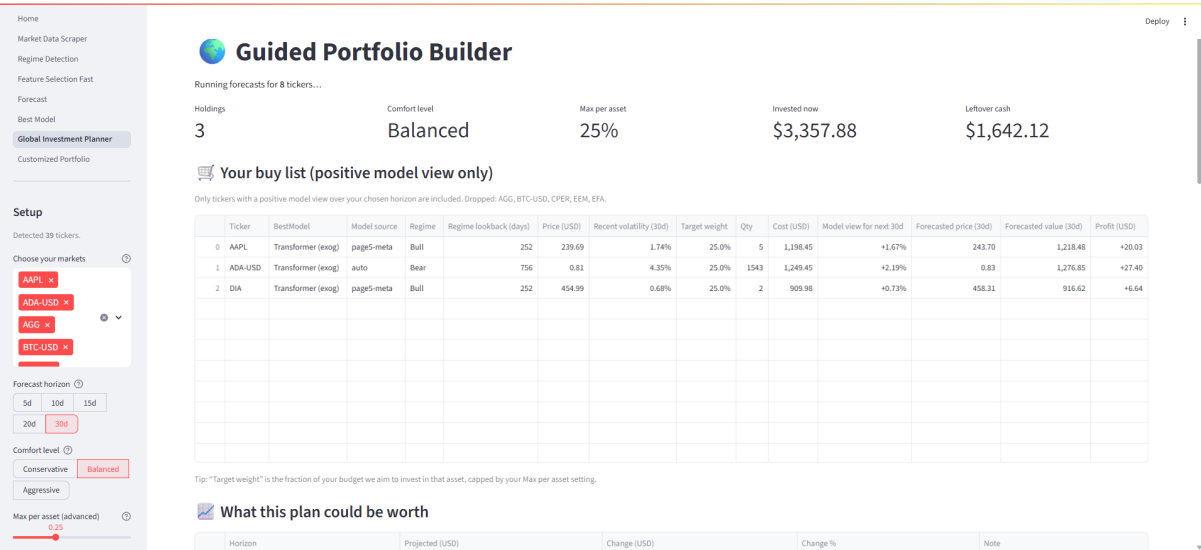 Home
Market Data Scraper
Regime Detection
Feature Selection Fast
Forecast
Best Model
Global Investment Planner
Customized Portfolio
Setup
Detected 39 tickers.
Choose your markets
AAPL ×
ADA-USD ×
AGG ×
BTC-USD ×
Forecast horizon
5d 10d 15d
20d 30d
Comfort level
Conservative Balanced
Aggressive
Max per asset (advanced)
0.25
Deploy
Guided Portfolio Builder
Running forecasts for 8 tickers...
Holdings Comfort level Max per asset Invested now Leftover cash
3 Balanced 25% $3,357.88 $1,642.12
Your buy list (positive model view only)
Only tickers with a positive model view over your chosen horizon are included. Dropped: AGG, BTC-USD, CPER, EEM, EFA.
Ticker BestModel Model source Regime Regime lookback (days) Price (USD) Recent volatility (30d) Target weight Qty Cost (USD) Model view for next 30d Forecasted price (30d) Forecasted value (30d) Profit (USD)
0 AAPL Transformer (exog) page5-meta Bull 252 239.69 1.74% 25.0% 5 1,198.45 +1.67% 243.70 1,218.48 +20.03
1 ADA-USD Transformer (exog) auto Bear 756 0.81 4.35% 25.0% 1543 1,249.45 +2.19% 0.83 1,276.85 +27.40
2 DIA Transformer (exog) page5-meta Bull 252 454.99 0.68% 25.0% 2 909.98 +0.73% 458.31 916.62 +6.64
Tip: "Target weight" is the fraction of your budget we aim to invest in that asset, capped by your Max per asset setting.
What this plan could be worth
Horizon Projected (USD) Change (USD) Change % Note